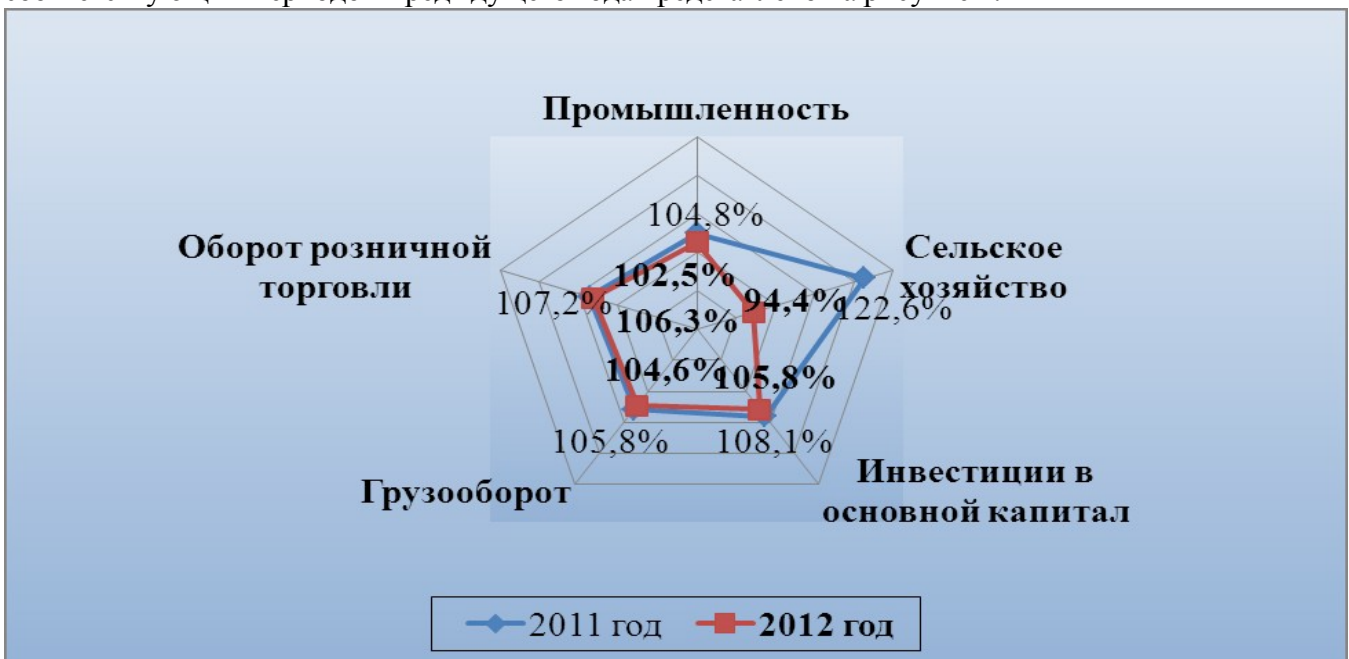 Промышленность
104,8%
Оборот розничной
торговли
Сельское
хозяйство
102,5%
94,4%
107,2%
122,6%
106,3%
104,6%
105,8%
105,8%
108,1%
Грузооборот
Инвестиции в
основной капитал
2011 год
2012 год